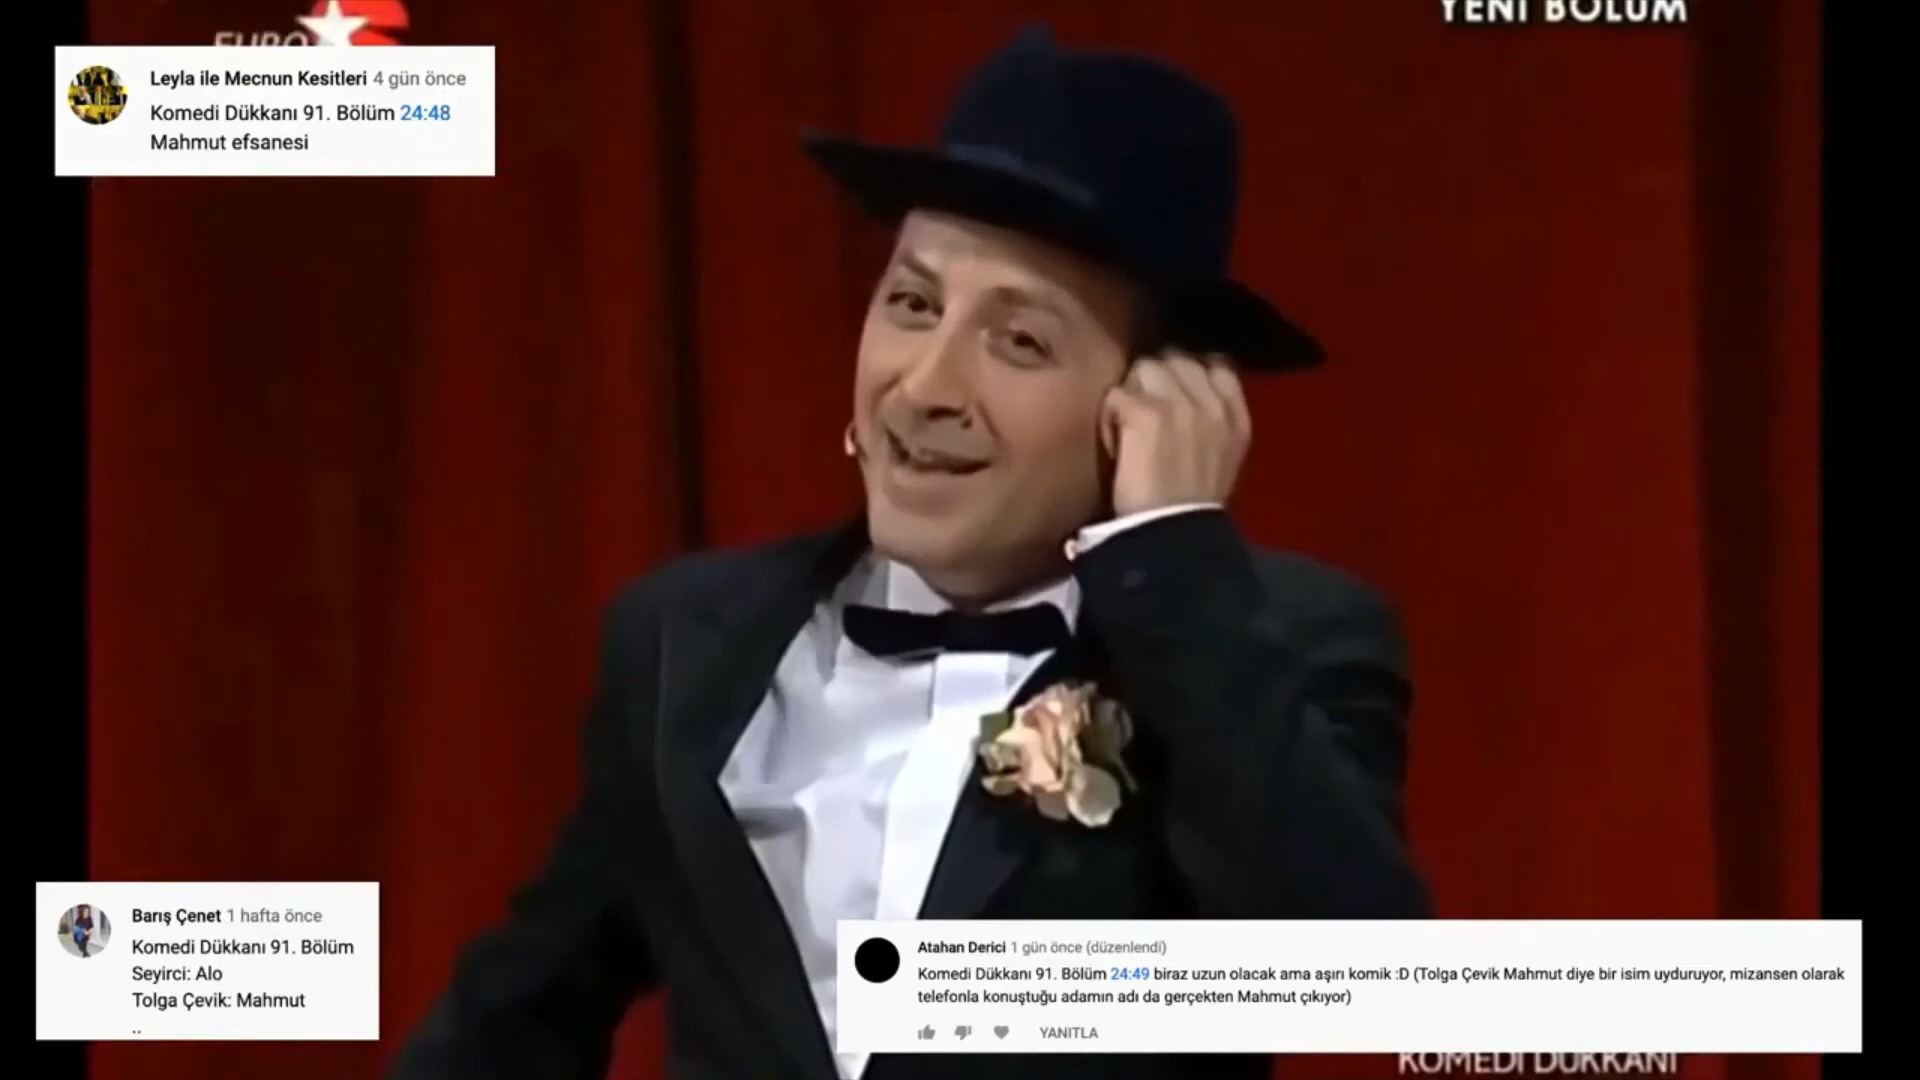 YENİ BÖLÜM
EURO
Leyla ile Mecnun Kesitleri 4 gün önce
Komedi Dükkanı 91. Bölüm 24:48
Mahmut efsanesi
Barış Çenet 1 hafta önce
Komedi Dükkanı 91. Bölüm
Seyirci: Alo
Tolga Çevik: Mahmut
..
Atahan Derici 1 gün önce (düzenlendi)
Komedi Dükkanı 91. Bölüm 24:49 biraz uzun olacak ama aşırı komik :D (Tolga Çevik Mahmut diye bir isim uyduruyor, mizansen olarak
telefonla konuştuğu adamın adı da gerçekten Mahmut çıkıyor)
YANITLA
KOMEDİ DÜKKANI